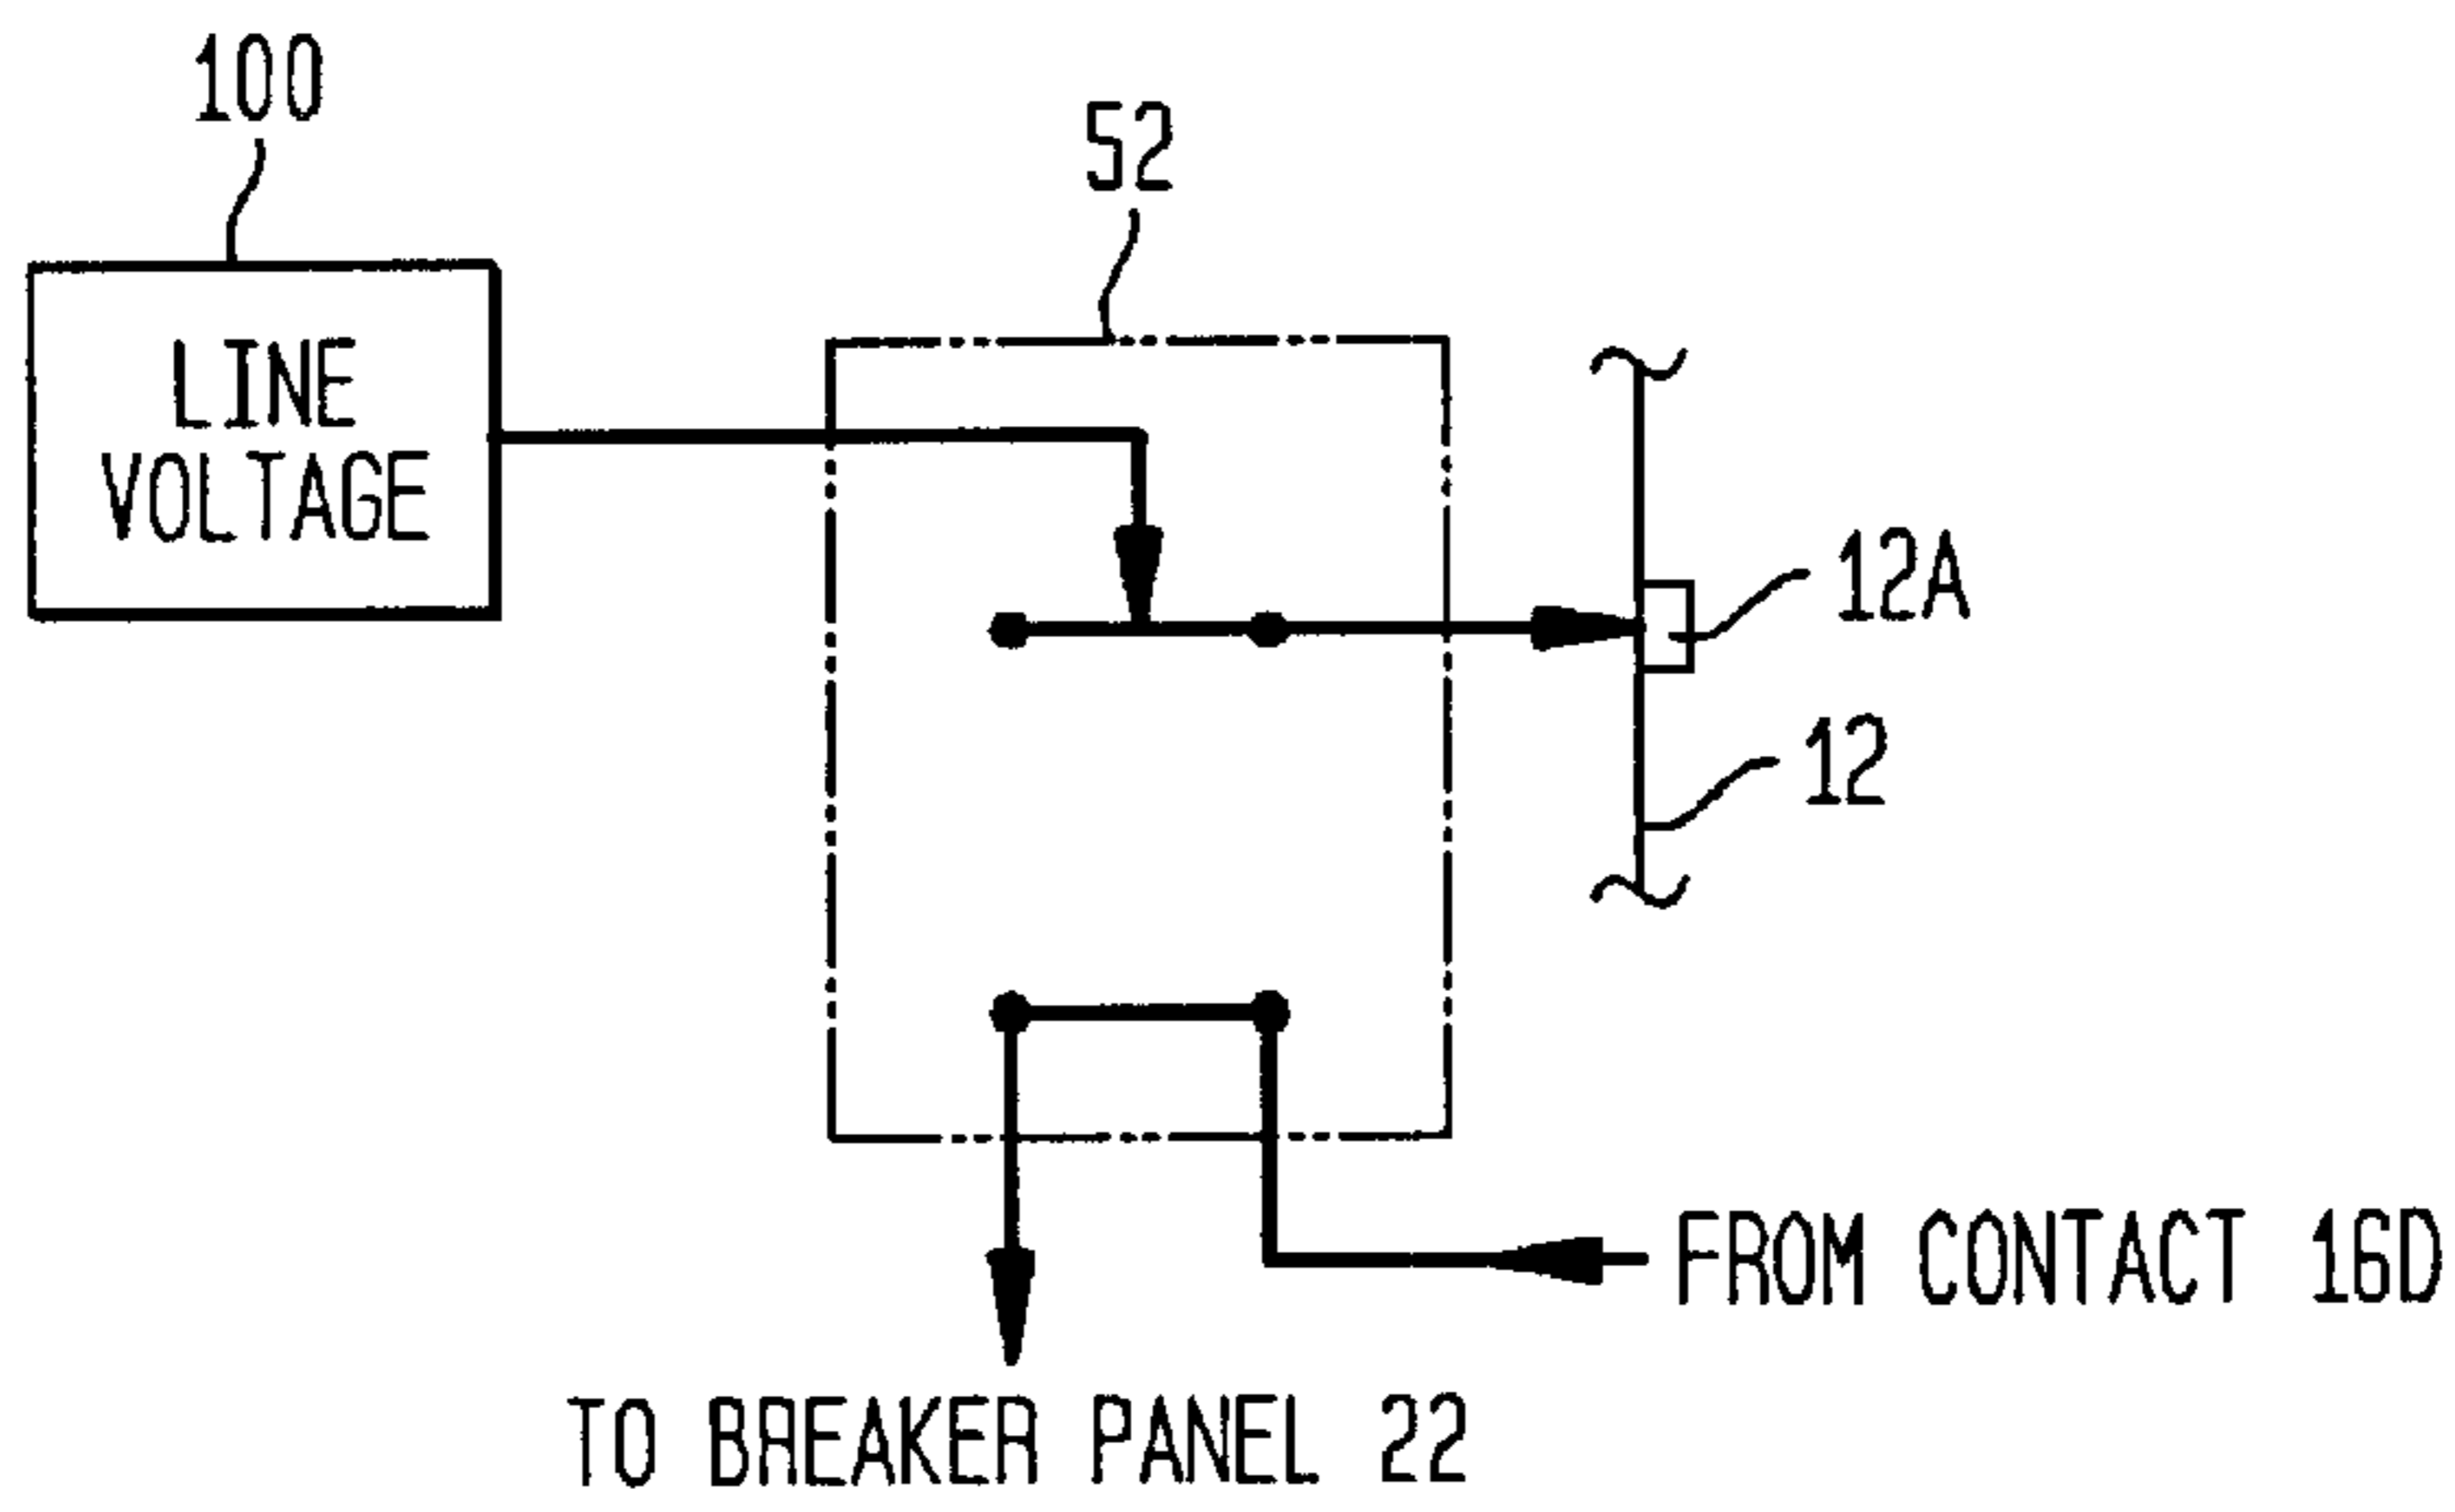 100
52
LINE
VOLTAGE
12A
12
FROM CONTACT 16D
TO BREAKER PANEL 22